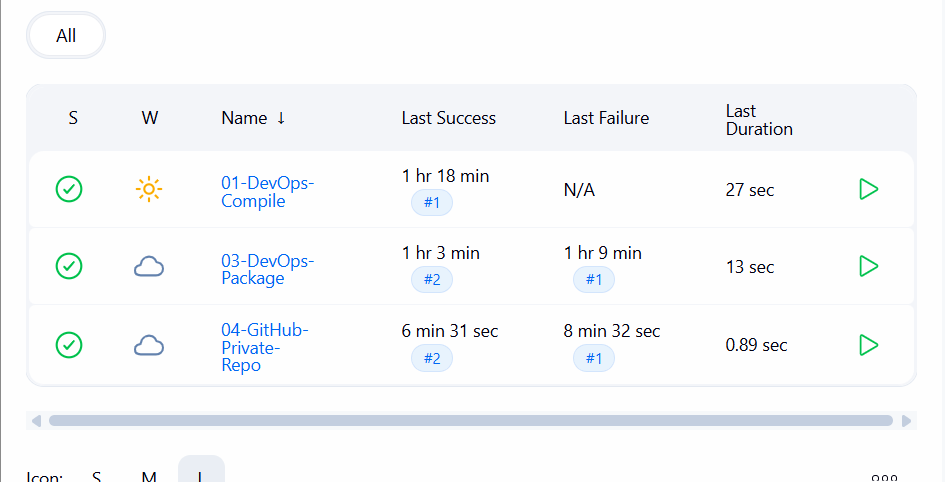 All
S W Name ↓ Last Success Last Failure Last
Duration
01-DevOps-
Compile
1 hr 18 min
#1
N/A
27 sec
03-DevOps-
Package
1 hr 3 min
#2
1 hr 9 min
#1
13 sec
04-GitHub-
Private-
Repo
6 min 31 sec
#2
8 min 32 sec
#1
0.89 sec
Icon: S M L